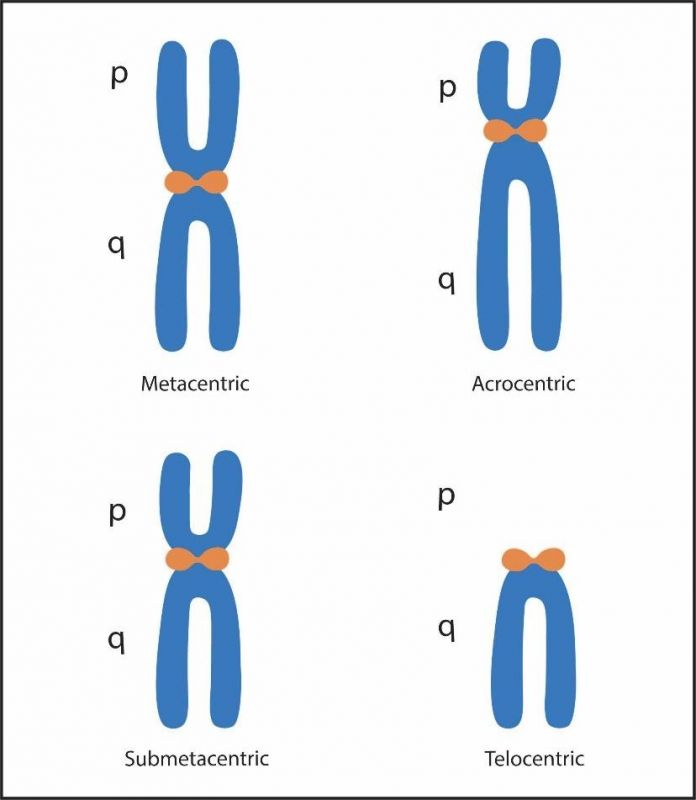 p
p
q
q
Metacentric
Acrocentric
p
p
q
q
Submetacentric
Telocentric